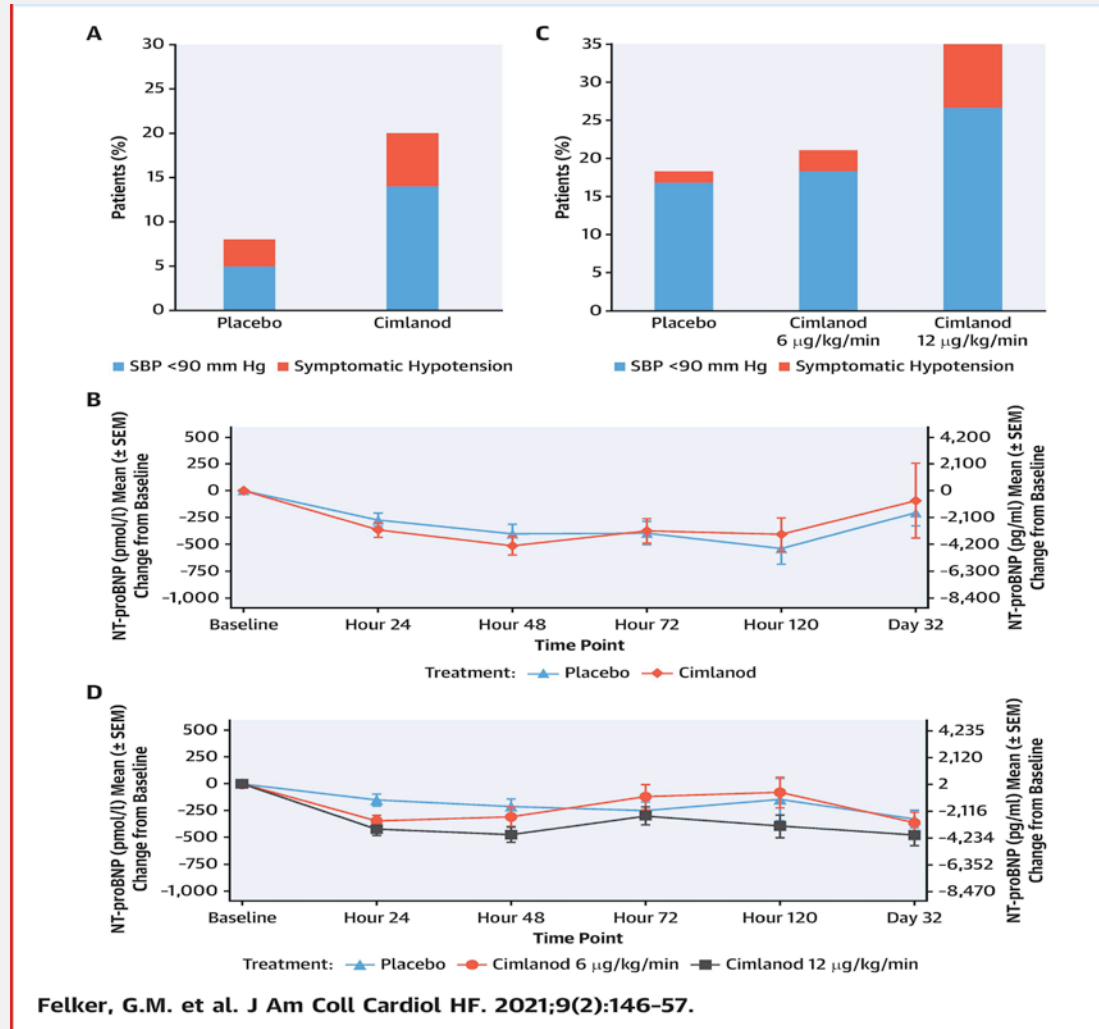 A
Patients (%)
30
25
20
15
10
5
0
Placebo
Cimlanod
SBP <90 mm Hg Symptomatic Hypotension
C
Patients (%)
35
30
25
20
15
10
5
0
Placebo
Cimlanod
6 μg/kg/min
Cimlanod
12 μg/kg/min
SBP <90 mm Hg Symptomatic Hypotension
B
NT-proBNP (pmol/l) Mean (± SEM)
Change from Baseline
500
250
0
-250
-500
-750
-1,000
4,200
2,100
0
-2,100
-4,200
-6,300
-8,400
NT-proBNP (pg/ml) Mean (± SEM)
Change from Baseline
Baseline Hour 24 Hour 48 Hour 72 Hour 120 Day 32
Time Point
Treatment: Placebo Cimlanod
D
NT-proBNP (pmol/l) Mean (± SEM)
Change from Baseline
500
250
0
-250
-500
-750
-1,000
4,235
2,120
2
-2,116
-4,234
-6,352
-8,470
NT-proBNP (pg/ml) Mean (± SEM)
Change from Baseline
Baseline Hour 24 Hour 48 Hour 72 Hour 120 Day 32
Time Point
Treatment: Placebo Cimlanod 6 μg/kg/min Cimlanod 12 μg/kg/min
Felker, G.M. et al. J Am Coll Cardiol HF. 2021;9(2):146–57.